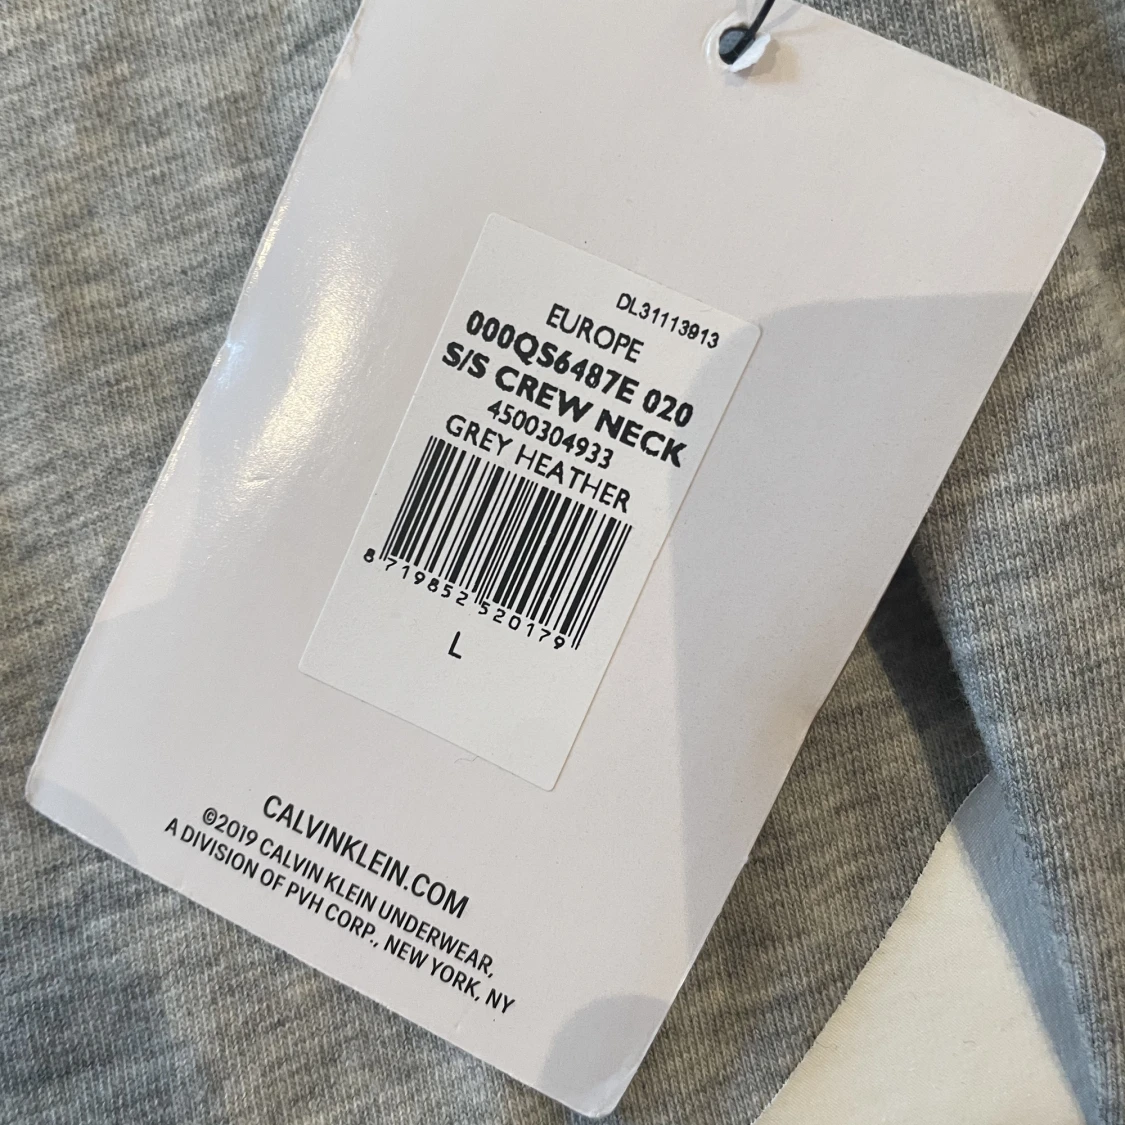 DL31113913
EUROPE
000QS6487E 020
S/S CREW NECK
4500304933
GREY HEATHER
8 719852 520179
L
CALVINKLEIN.COM
©2019 CALVIN KLEIN UNDERWEAR,
A DIVISION OF PVH CORP., NEW YORK, NY